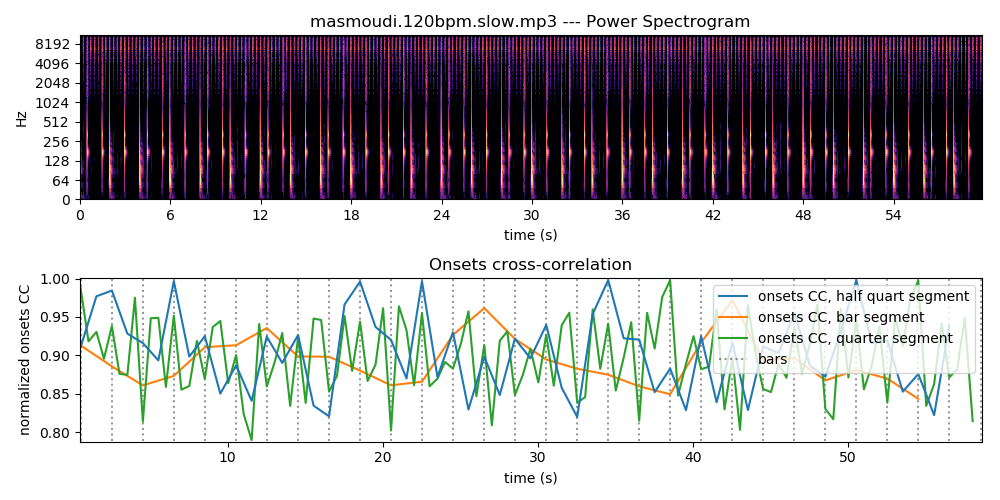 masmoudi.120bpm.slow.mp3 --- Power Spectrogram
8192
4096
2048
1024
512
256
128
64
0
Hz
0 6 12 18 24 30 36 42 48 54
time (s)
Onsets cross-correlation
1.00
0.95
0.90
0.85
0.80
normalized onsets CC
onsets CC, half quart segment
onsets CC, bar segment
onsets CC, quarter segment
bars
10 20 30 40 50
time (s)